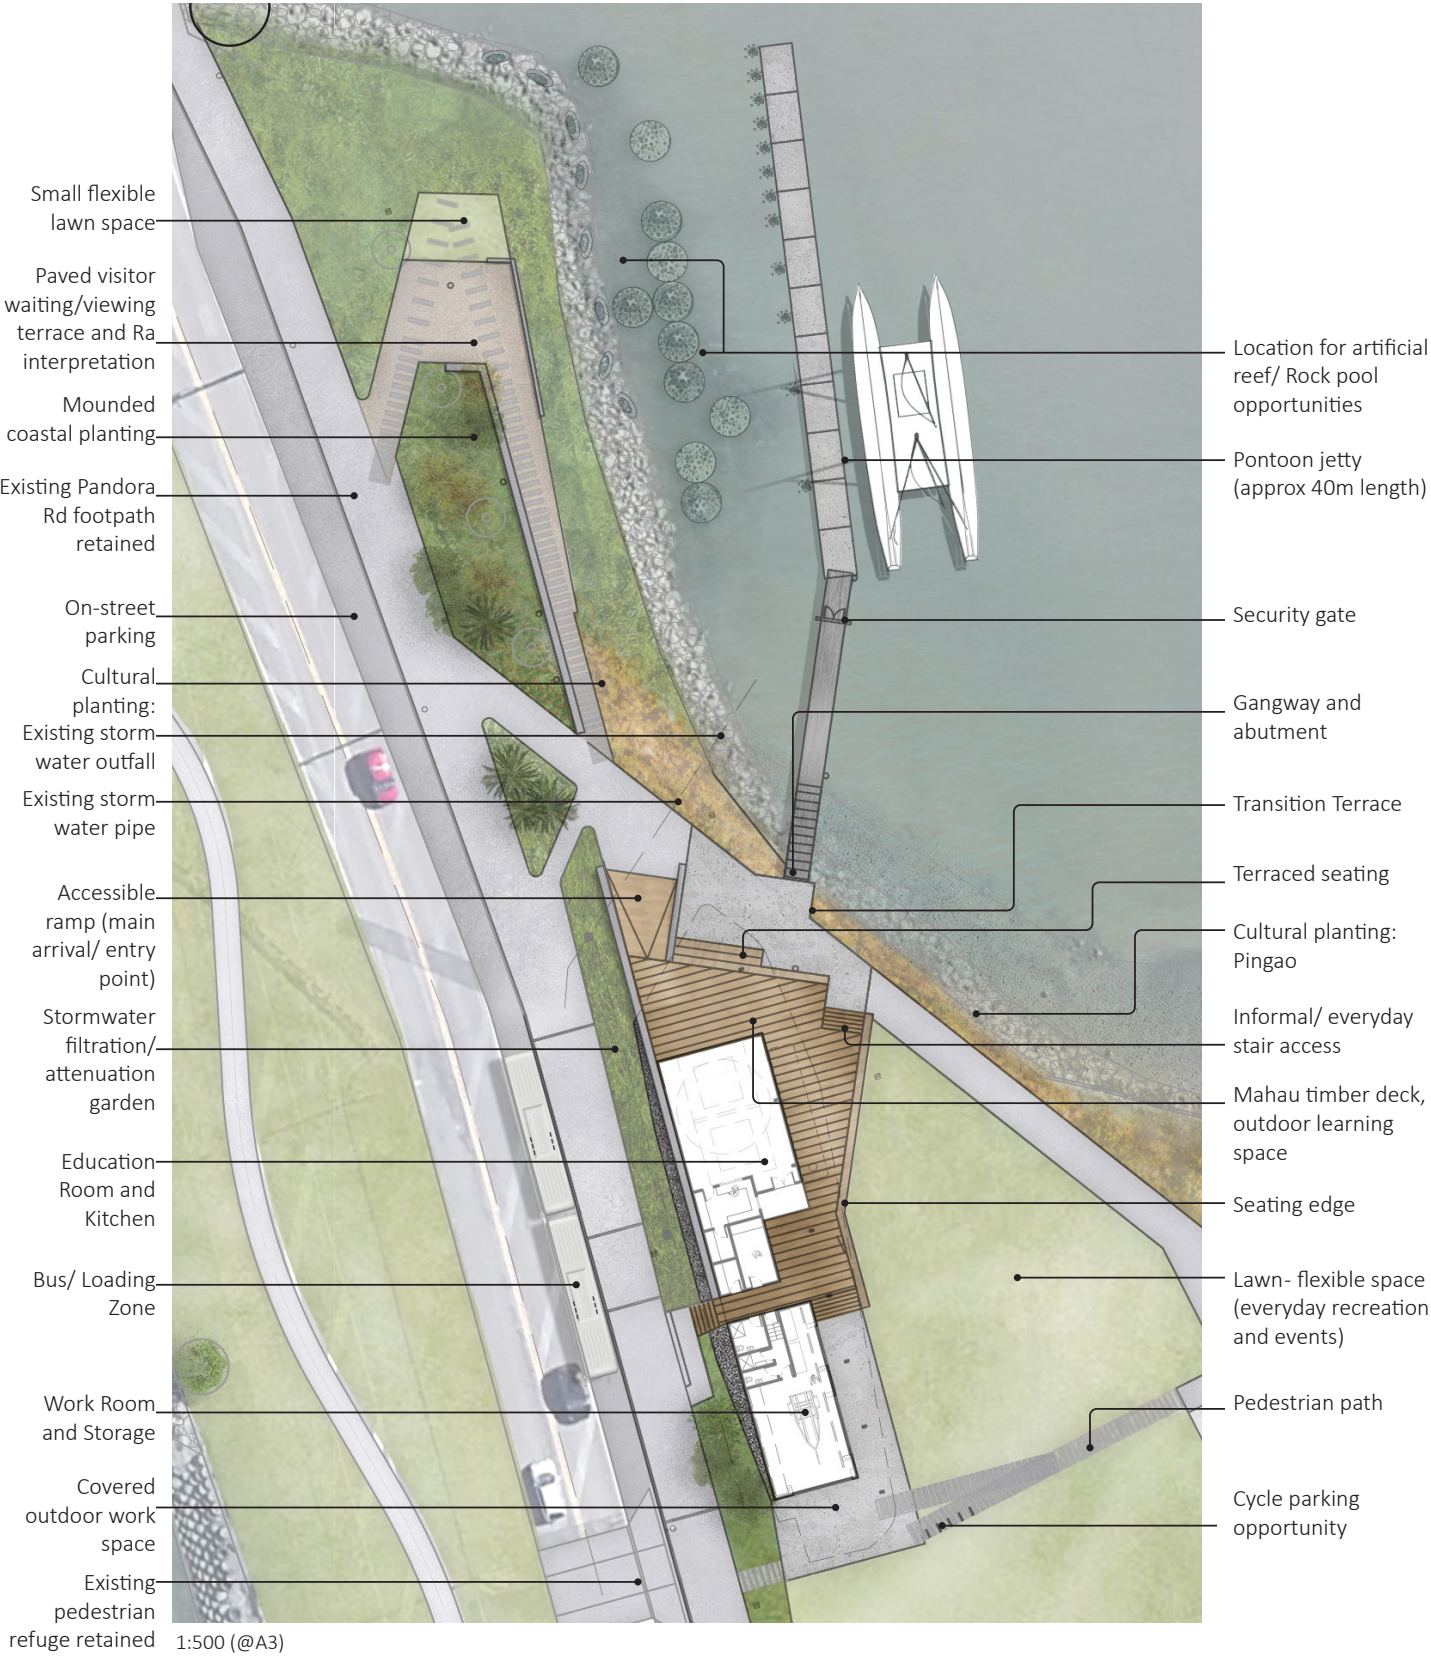 Small flexible
lawn space
Paved visitor
waiting/viewing
terrace and Ra
interpretation
Mounded
coastal planting
Existing Pandora
Rd footpath
retained
On-street
parking
Cultural
planting:
Existing storm
water outfall
Existing storm
water pipe
Accessible
ramp (main
arrival/ entry
point)
Stormwater
filtration/
attenuation
garden
Education
Room and
Kitchen
Bus/ Loading
Zone
Work Room
and Storage
Covered
outdoor work
space
Existing
pedestrian
refuge retained
1:500 (@A3)
Location for artificial
reef/ Rock pool
opportunities
Pontoon jetty
(approx 40m length)
Security gate
Gangway and
abutment
Transition Terrace
Terraced seating
Cultural planting:
Pingao
Informal/ everyday
stair access
Mahau timber deck,
outdoor learning
space
Seating edge
Lawn- flexible space
(everyday recreation
and events)
Pedestrian path
Cycle parking
opportunity